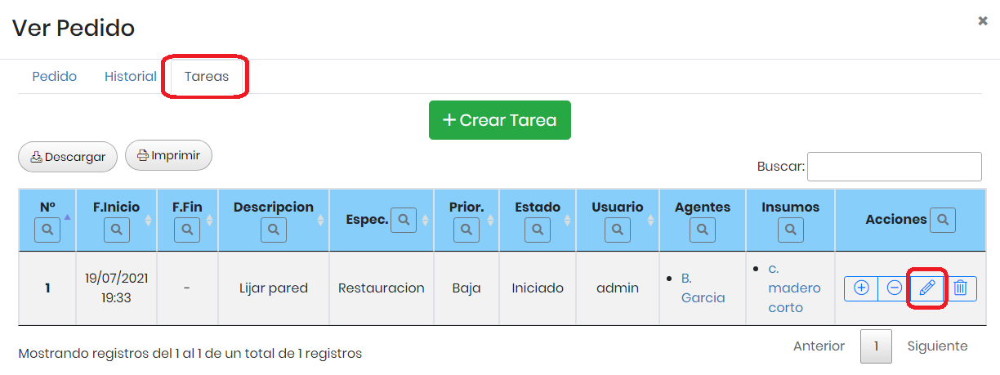 Ver Pedido
Pedido Historial Tareas
+ Crear Tarea
Descargar Imprimir
Buscar:
Nº F.Inicio F.Fin Descripcion Espec. Prior. Estado Usuario Agentes Insumos Acciones
1 19/07/2021 19:33 - Lijar pared Restauracion Baja Iniciado admin • B. Garcia • c. madero corto
Mostrando registros del 1 al 1 de un total de 1 registros
Anterior 1 Siguiente